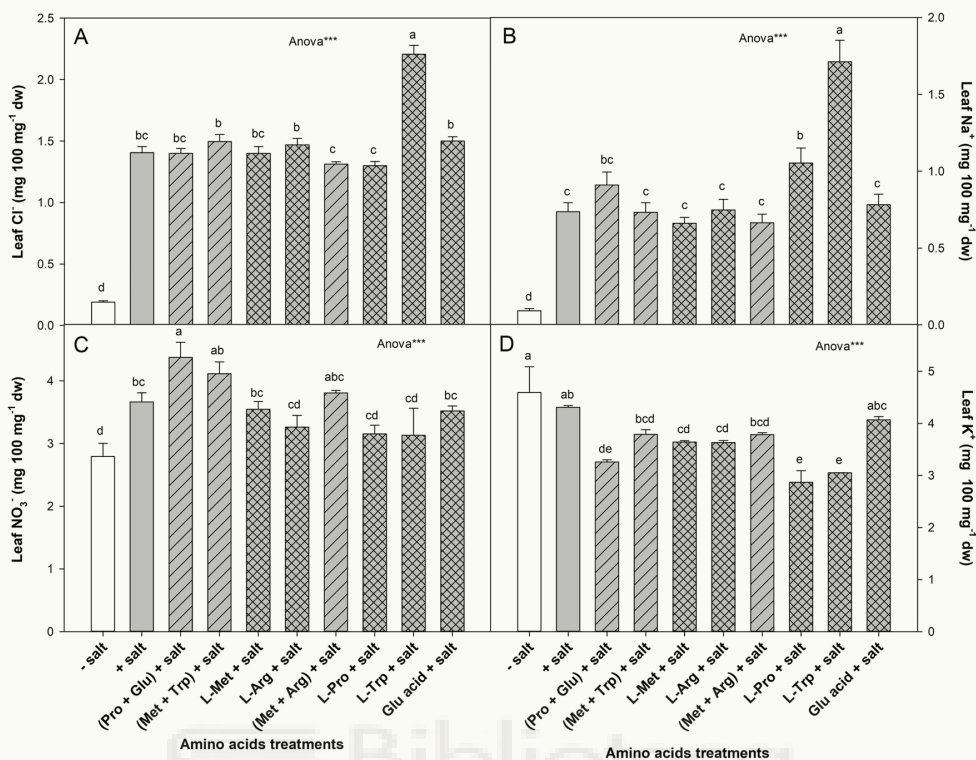 A
Anova***
Leaf Cl⁻ (mg 100 mg⁻¹ dw)
2.5
2.0
1.5
1.0
0.5
0.0
d
bc
bc
b
bc
b
c
c
a
b
B
Anova***
Leaf Na⁺ (mg 100 mg⁻¹ dw)
2.0
1.5
1.0
0.5
0.0
d
c
bc
c
c
c
c
b
a
c
C
Anova***
Leaf NO₃⁻ (mg 100 mg⁻¹ dw)
4
3
2
1
0
d
bc
a
ab
bc
cd
abc
cd
cd
bc
D
Anova***
Leaf K⁺ (mg 100 mg⁻¹ dw)
5
4
3
2
1
0
a
ab
de
bcd
cd
cd
bcd
e
e
abc
- salt
+ salt
(Pro + Glu) + salt
(Met + Trp) + salt
L-Met + salt
L-Arg + salt
(Met + Arg) + salt
L-Pro + salt
L-Trp + salt
Glu acid + salt
Amino acids treatments
- salt
+ salt
(Pro + Glu) + salt
(Met + Trp) + salt
L-Met + salt
L-Arg + salt
(Met + Arg) + salt
L-Pro + salt
L-Trp + salt
Glu acid + salt
Amino acids treatments